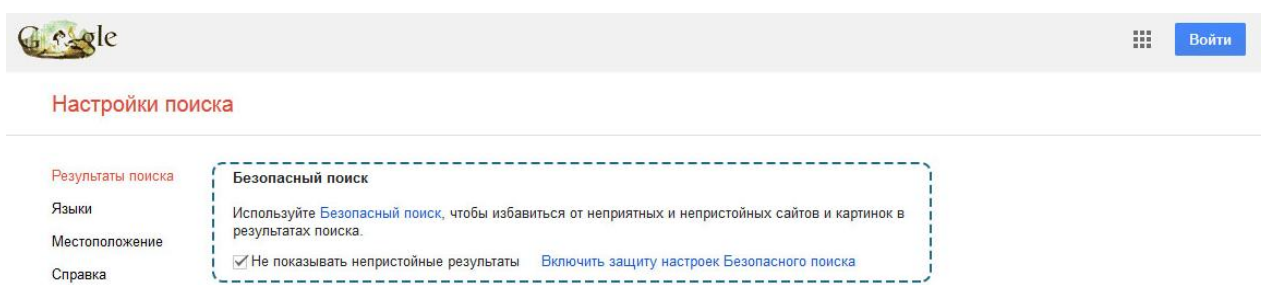 Google
Войти
Настройки поиска
Результаты поиска
Языки
Местоположение
Справка
Безопасный поиск
Используйте Безопасный поиск, чтобы избавиться от неприятных и непристойных сайтов и картинок в
результатах поиска.
Не показывать непристойные результаты Включить защиту настроек Безопасного поиска